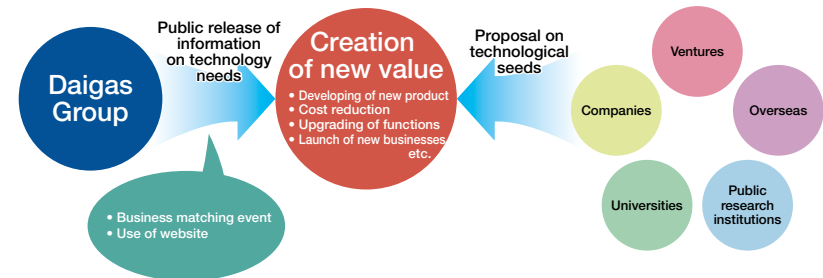 Daigas
Group
Public release of
information
on technology
needs
• Business matching event
• Use of website
Creation
of new value
• Developing of new product
• Cost reduction
• Upgrading of functions
• Launch of new businesses
etc.
Proposal on
technological
seeds
Ventures
Companies
Overseas
Universities
Public
research
institutions